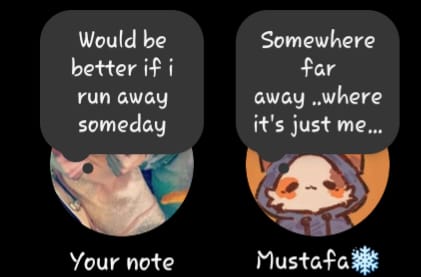 Would be
better if i
run away
someday
Somewhere
far
away ..where
it's just me...
Your note
Mustafa❄️